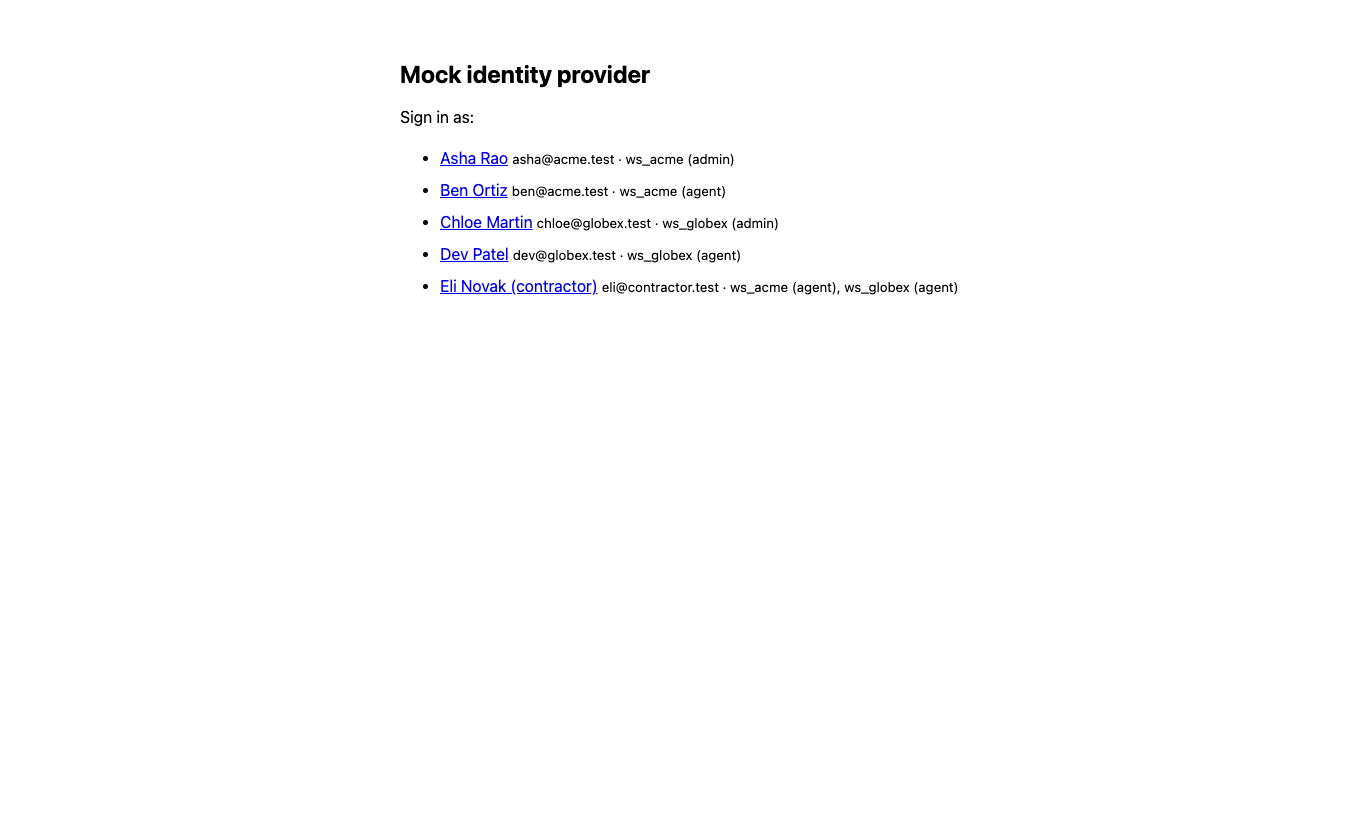 Mock identity provider
Sign in as:
Asha Rao asha@acme.test · ws_acme (admin)
Ben Ortiz ben@acme.test · ws_acme (agent)
Chloe Martin chloe@globex.test · ws_globex (admin)
Dev Patel dev@globex.test · ws_globex (agent)
Eli Novak (contractor) eli@contractor.test · ws_acme (agent), ws_globex (agent)